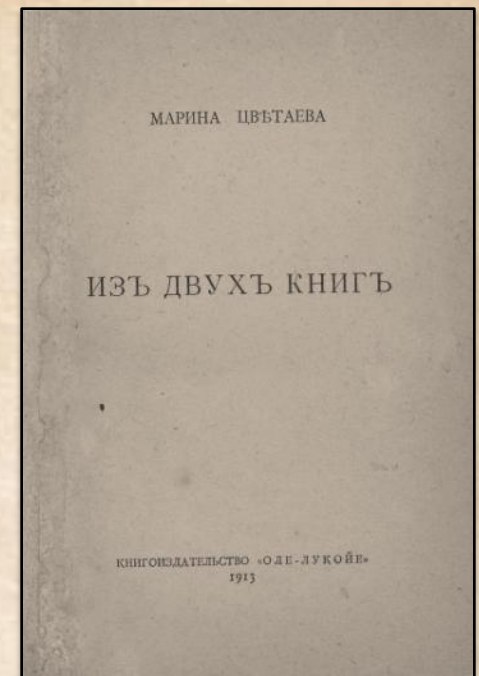 МАРИНА ЦВѢТАЕВА
ИЗЪ ДВУХЪ КНИГЪ
КНИГОИЗДАТЕЛЬСТВО «ОЛЕ-ЛУКОЙЕ»
1913